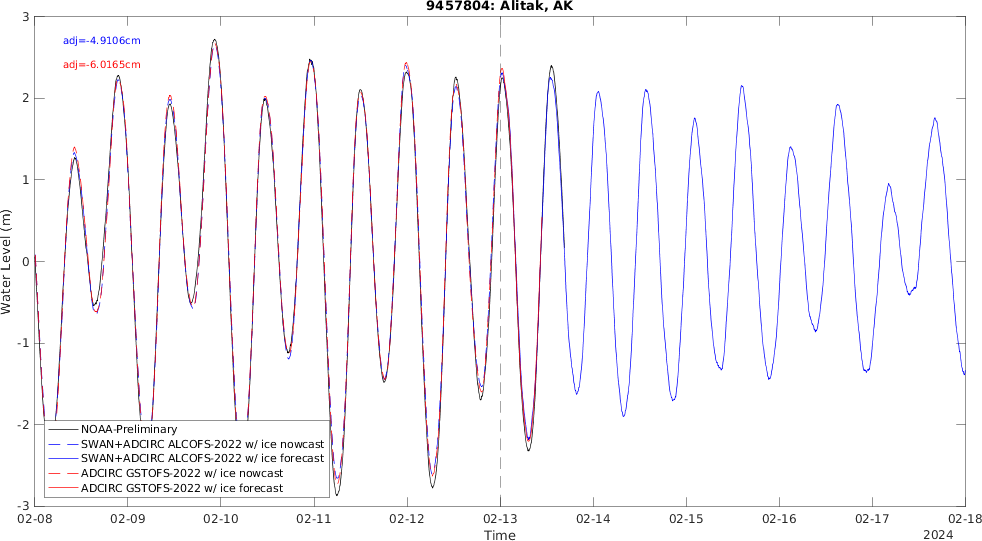 9457804: Alitak, AK
adj=-4.9106cm
adj=-6.0165cm
3
2
1
0
-1
-2
-3
Water Level (m)
NOAA-Preliminary
SWAN+ADCIRC ALCOFS-2022 w/ ice nowcast
SWAN+ADCIRC ALCOFS-2022 w/ ice forecast
ADCIRC GSTOFS-2022 w/ ice nowcast
ADCIRC GSTOFS-2022 w/ ice forecast
02-08 02-09 02-10 02-11 02-12 02-13 02-14 02-15 02-16 02-17 02-18
Time
2024